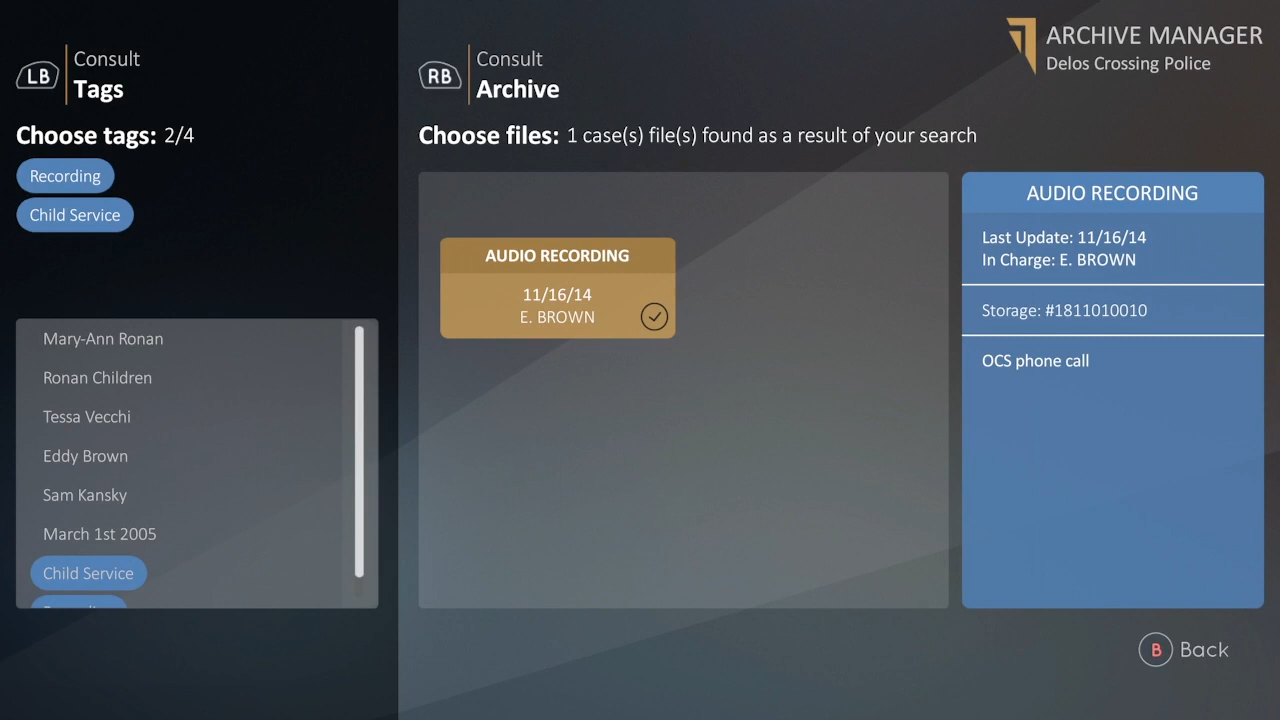 LB
Consult
Tags
Choose tags: 2/4
Recording
Child Service
Mary-Ann Ronan
Ronan Children
Tessa Vecchi
Eddy Brown
Sam Kansky
March 1st 2005
Child Service
RB
Consult
Archive
Choose files: 1 case(s) file(s) found as a result of your search
AUDIO RECORDING
11/16/14
E. BROWN
ARCHIVE MANAGER
Delos Crossing Police
AUDIO RECORDING
Last Update: 11/16/14
In Charge: E. BROWN
Storage: #1811010010
OCS phone call
B Back